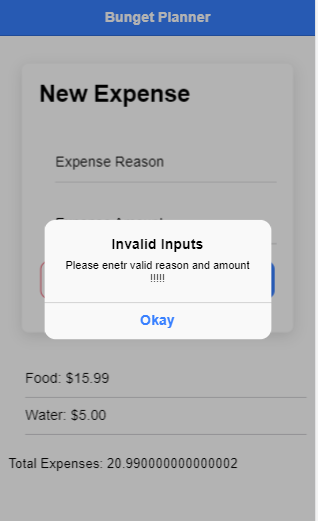 Bunget Planner
New Expense
Expense Reason
Invalid Inputs
Please enetr valid reason and amount
!!!!!
Okay
Food: $15.99
Water: $5.00
Total Expenses: 20.990000000000002